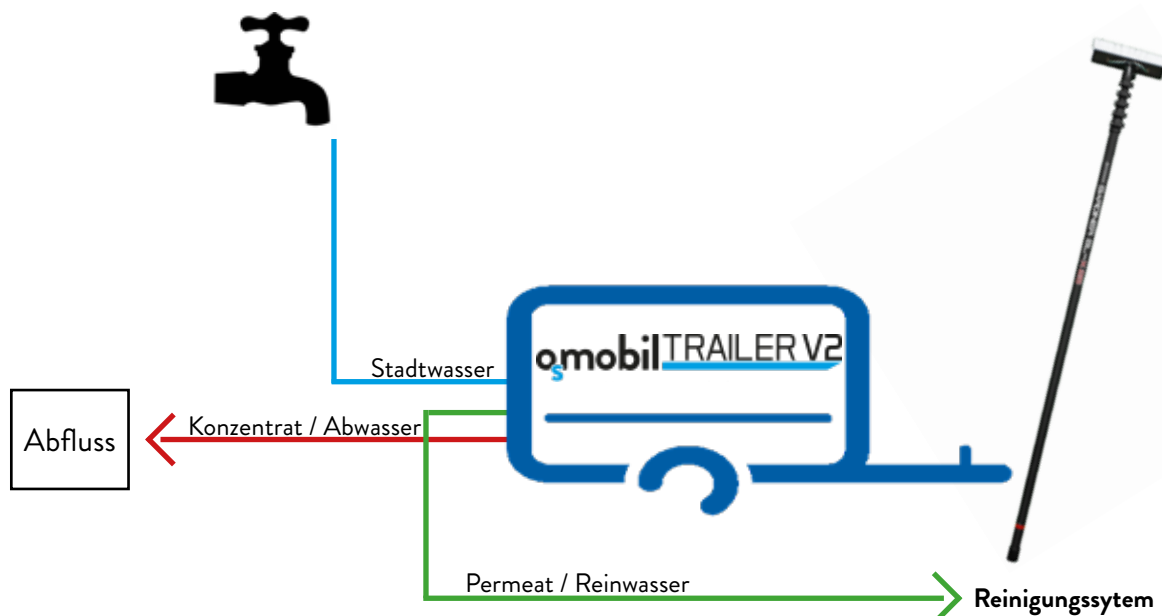 osmobil TRAILER V2
Stadtwasser
Abfluss
Konzentrat / Abwasser
Permeat / Reinwasser
Reinigungssytem